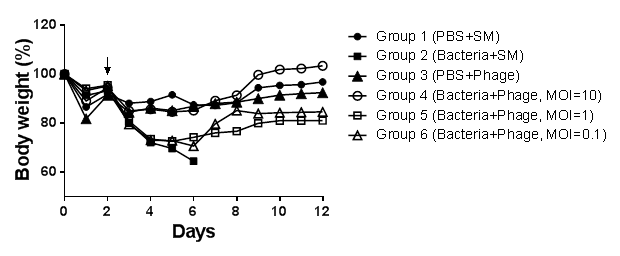 120
100
80
60
Body weight (%)
0 2 4 6 8 10 12
Days
Group 1 (PBS+SM)
Group 2 (Bacteria+SM)
Group 3 (PBS+Phage)
Group 4 (Bacteria+Phage, MOI=10)
Group 5 (Bacteria+Phage, MOI=1)
Group 6 (Bacteria+Phage, MOI=0.1)